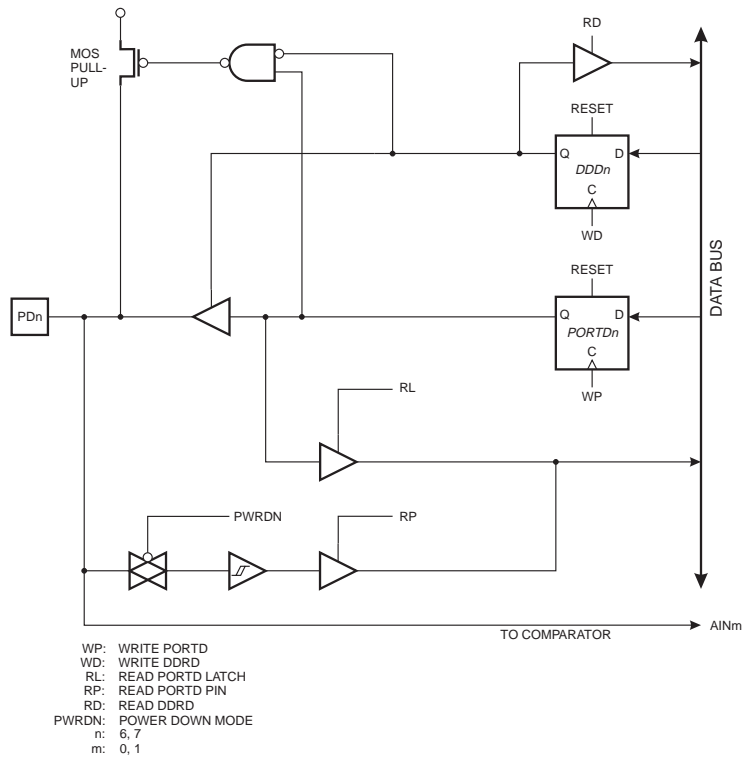 MOS
PULL-
UP
RD
RESET
Q D
DDDn
C
WD
DATA BUS
RESET
PDn
Q D
PORTDn
C
WP
RL
PWRDN
RP
TO COMPARATOR
AINm
WP: WRITE PORTD
WD: WRITE DDRD
RL: READ PORTD LATCH
RP: READ PORTD PIN
RD: READ DDRD
PWRDN: POWER DOWN MODE
n: 6, 7
m: 0, 1